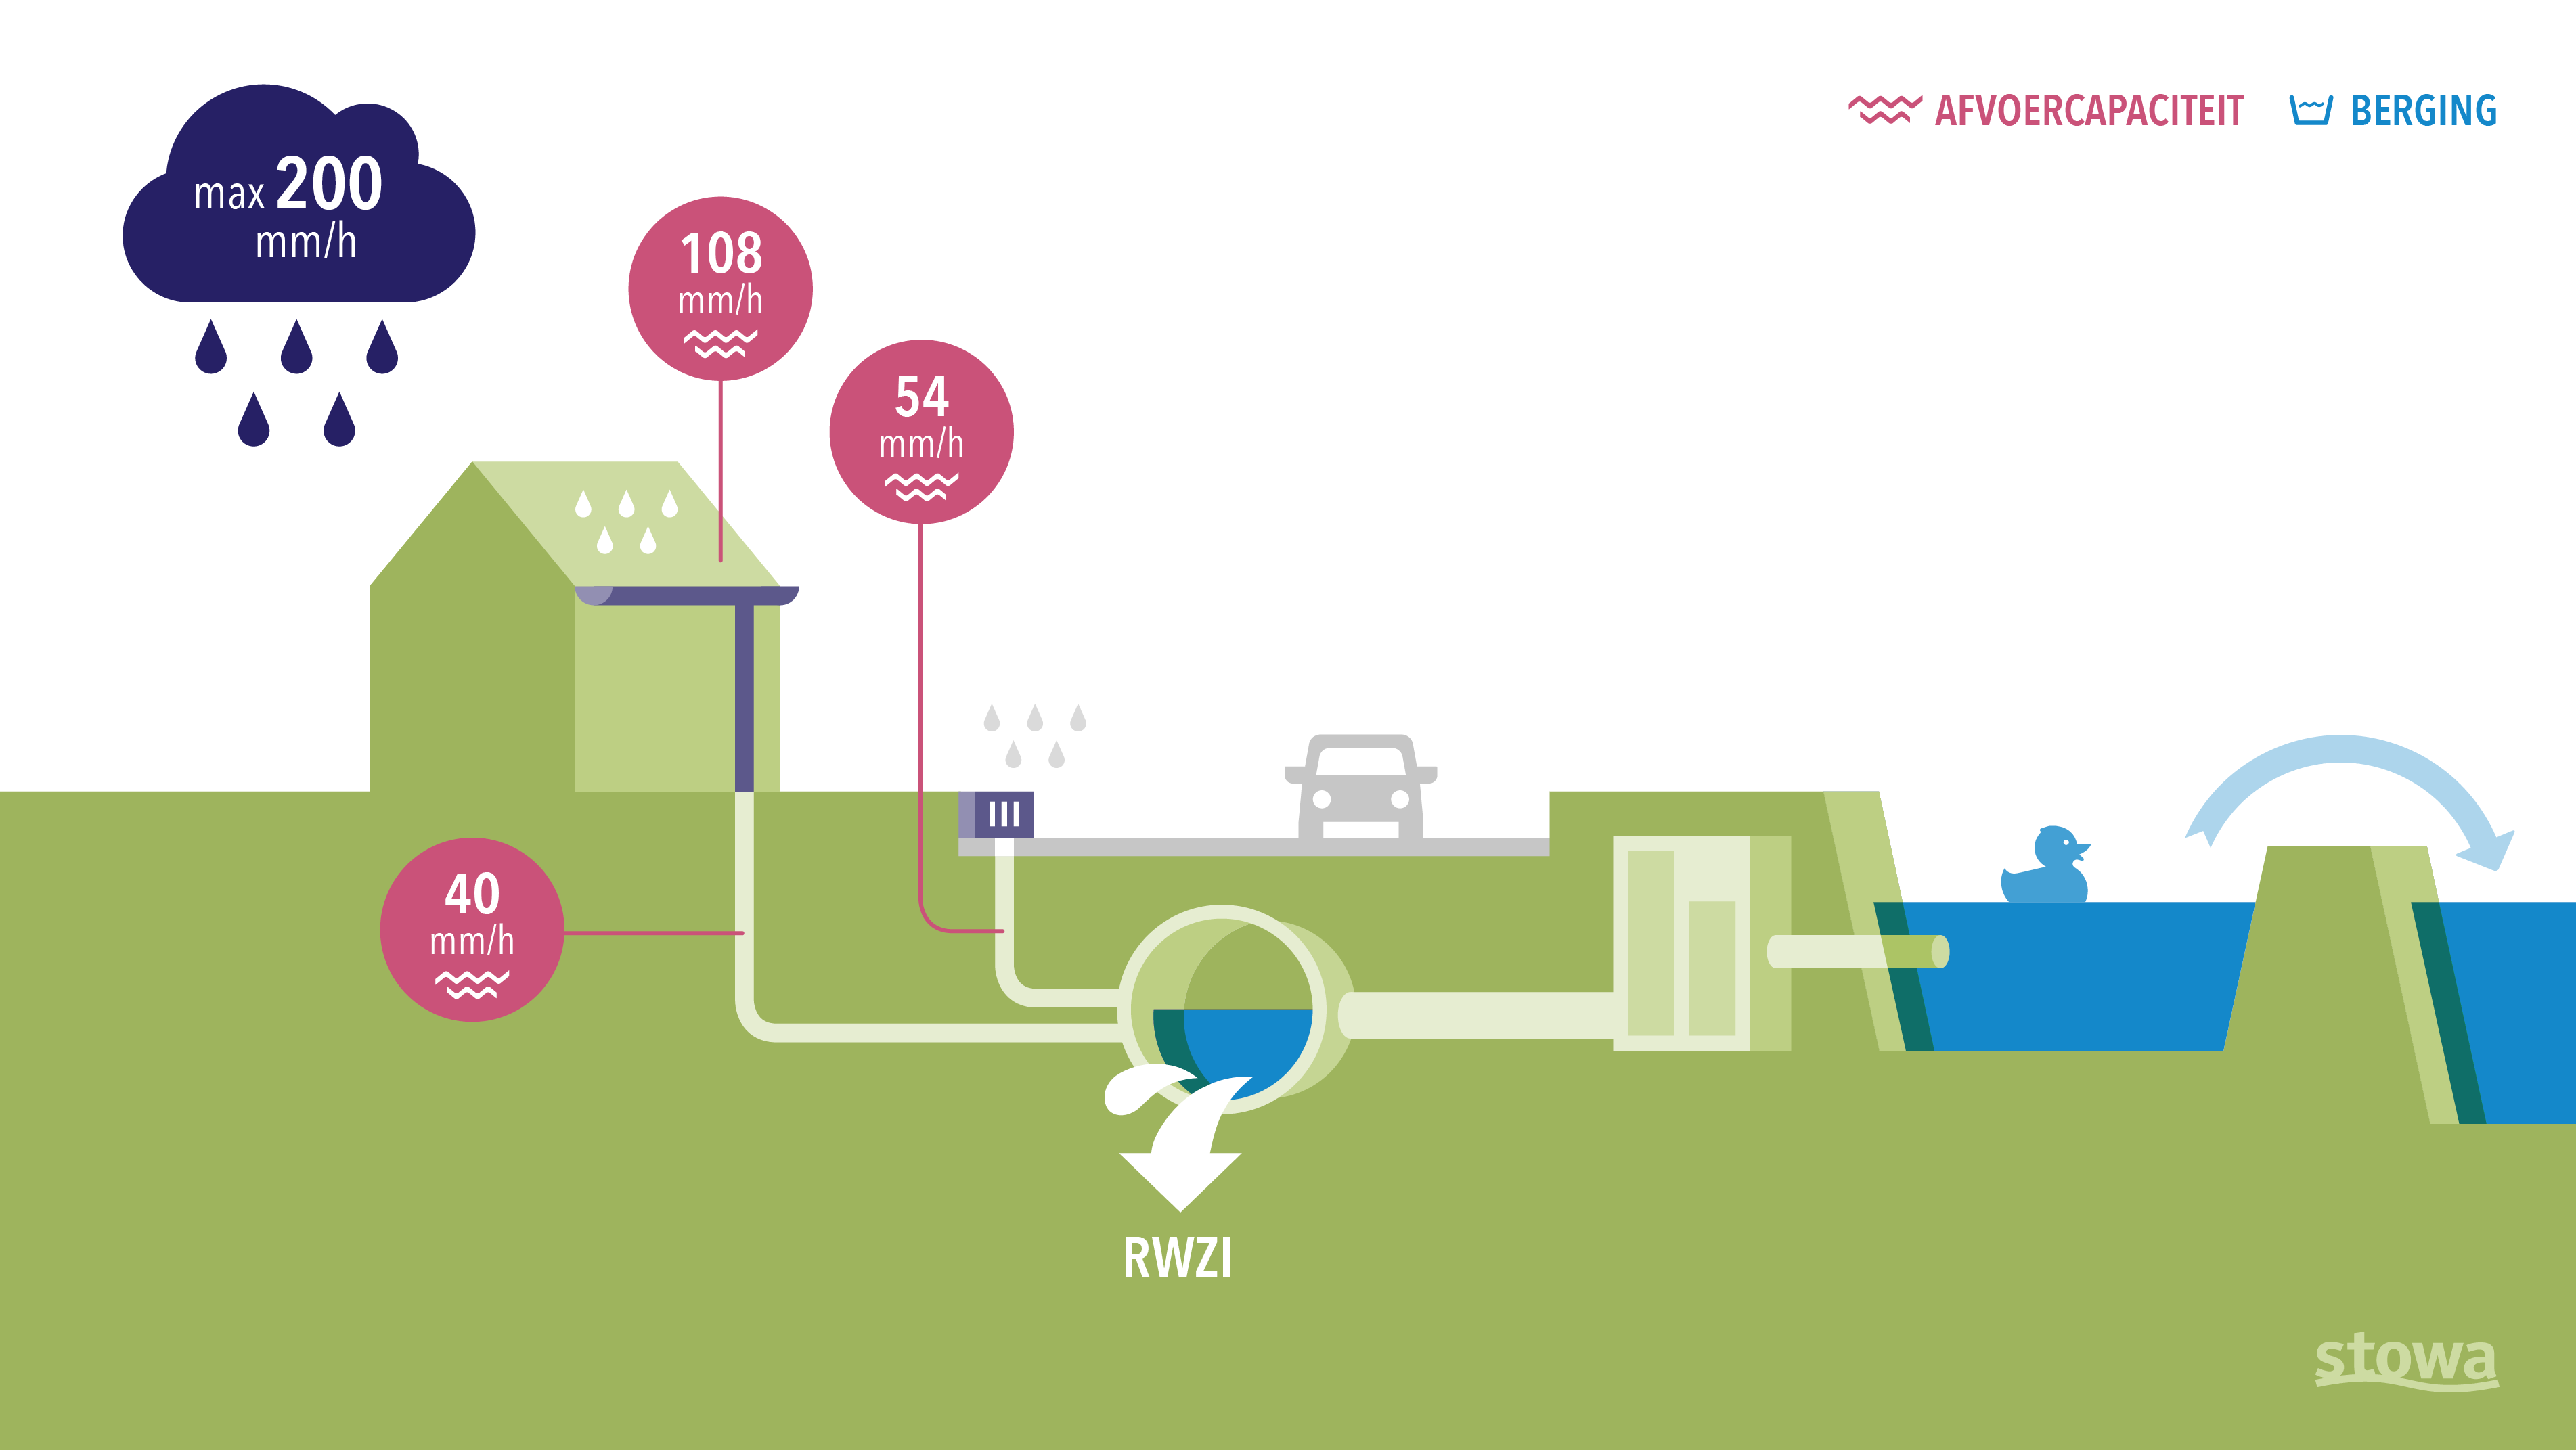 AFVOERCAPACITEIT BERGING
max 200
mm/h
108
mm/h
54
mm/h
40
mm/h
RWZI
stowa